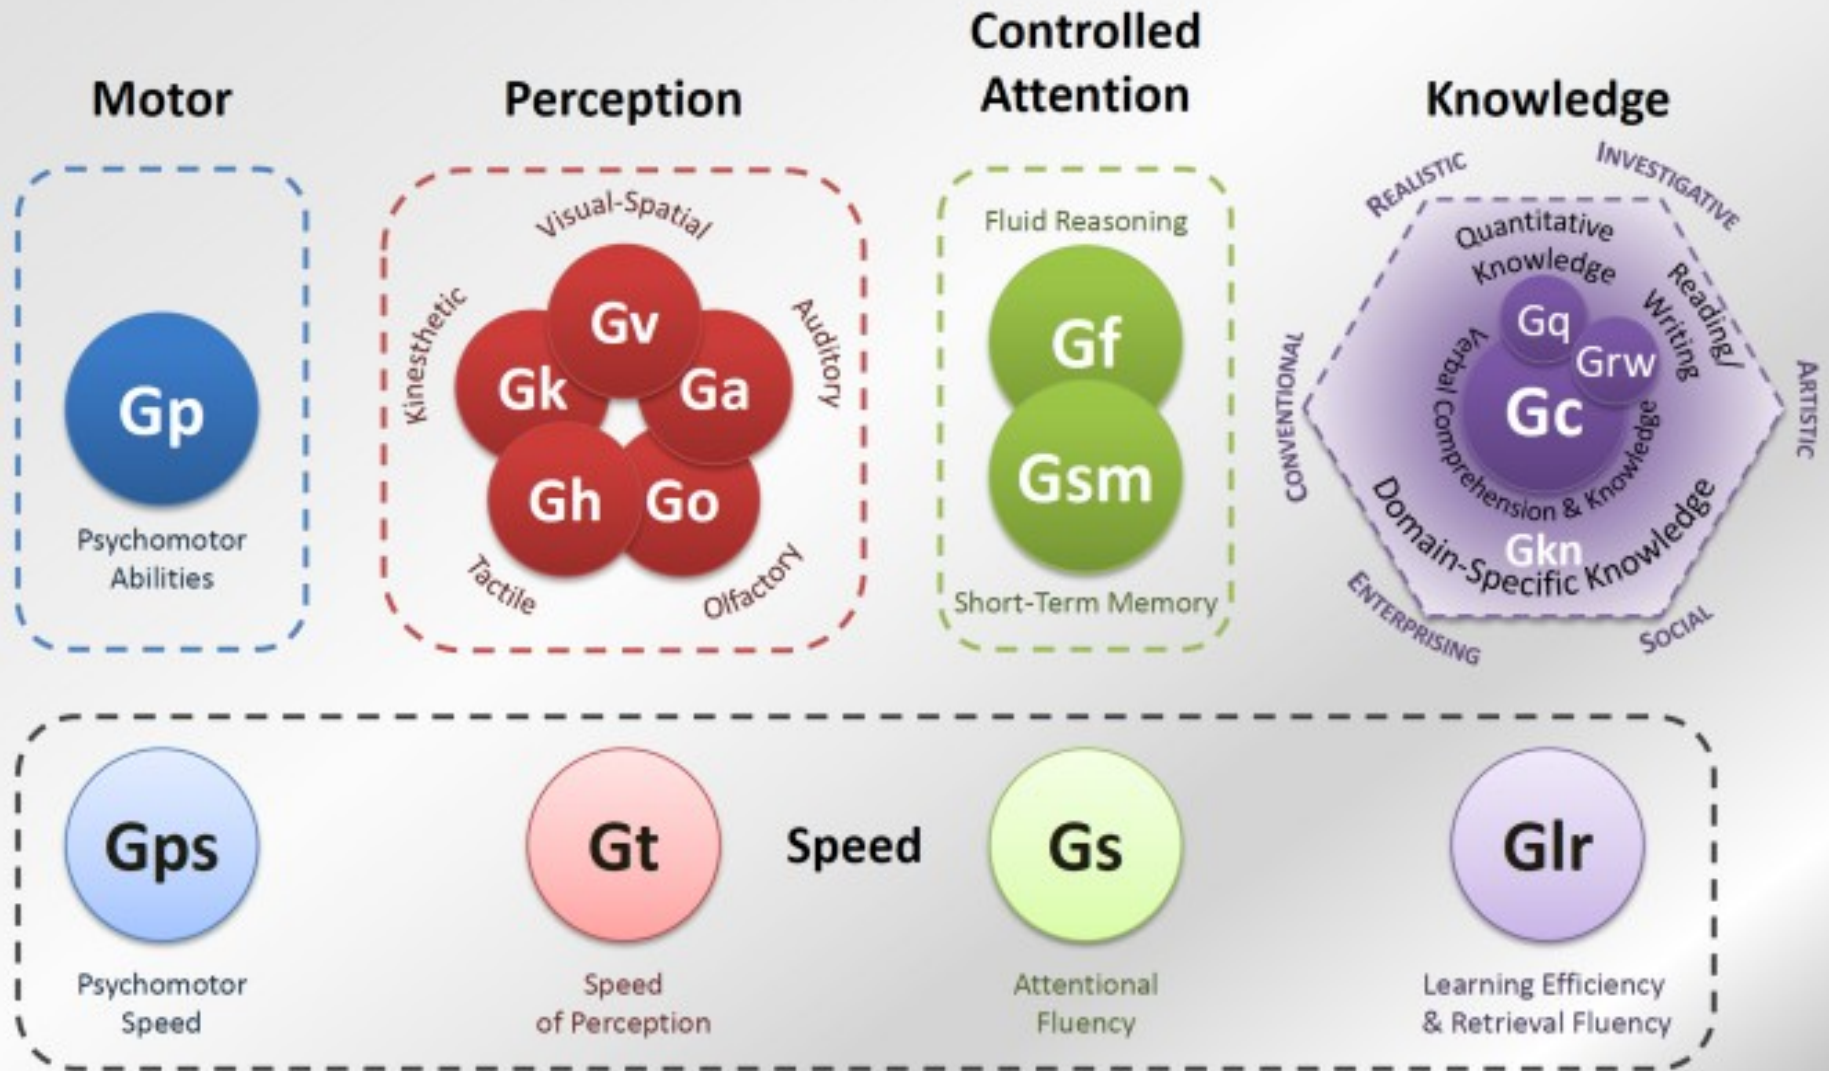 Motor
Psychomotor
Abilities
Gp
Perception
Visual-Spatial
Kinesthetic
Auditory
Tactile
Olfactory
Gv
Gk
Ga
Gh
Go
Controlled
Attention
Fluid Reasoning
Gf
Gsm
Short-Term Memory
Knowledge
REALISTIC
INVESTIGATIVE
CONVENTIONAL
ARTISTIC
ENTERPRISING
SOCIAL
Quantitative
Knowledge
Reading/
Writing
Gq
Grw
Gc
Verbal Comprehension & Knowledge
Gkn
Domain-Specific Knowledge
Speed
Gps
Psychomotor
Speed
Gt
Speed
of Perception
Gs
Attentional
Fluency
Glr
Learning Efficiency
& Retrieval Fluency